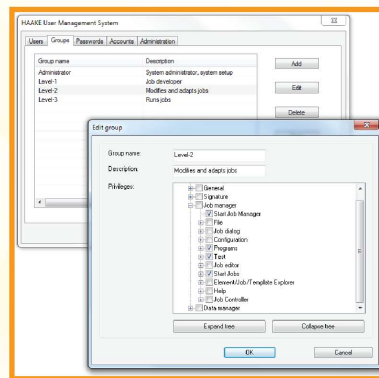 HAAKE User Management System
Users Groups Passwords Accounts Administration
Group name Description
Administrator System administrator, system setup
Level-1 Job developer
Level-2 Modifies and adapts jobs
Level-3 Runs jobs
Add
Edit
Delete
Edit group
Group name: Level-2
Description: Modifies and adapts jobs
Privileges:
General
Signature
Job manager
Start Job Manager
File
Job dialog
Configuration
Programs
Test
Job editor
Start Jobs
Element/Job/Template Explorer
Help
Job Controller
Data manager
Expand tree Collapse tree
OK Cancel